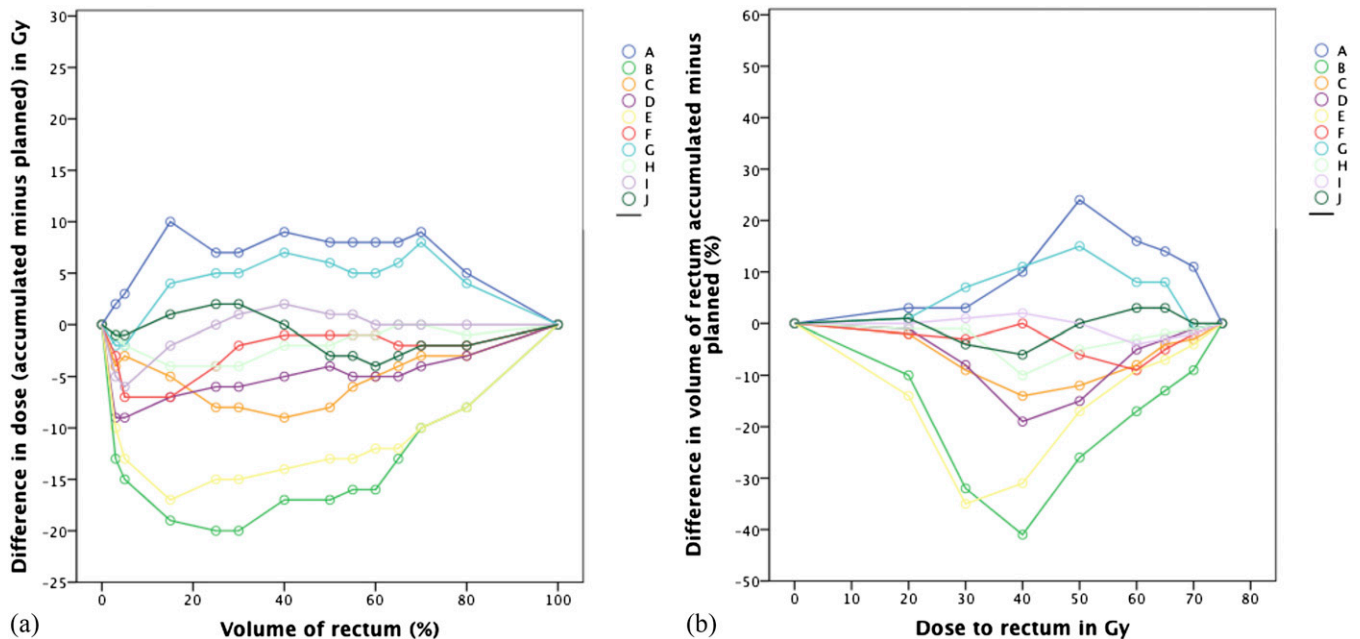 Difference in dose (accumulated minus planned) in Gy
30
25
20
15
10
5
0
-5
-10
-15
-20
-25
0
20
40
60
80
100
Volume of rectum (%)
A
B
C
D
E
F
G
H
I
J
(a)
Difference in volume of rectum accumulated minus
planned (%)
60
50
40
30
20
10
0
-10
-20
-30
-40
-50
0
10
20
30
40
50
60
70
80
Dose to rectum in Gy
A
B
C
D
E
F
G
H
I
J
(b)